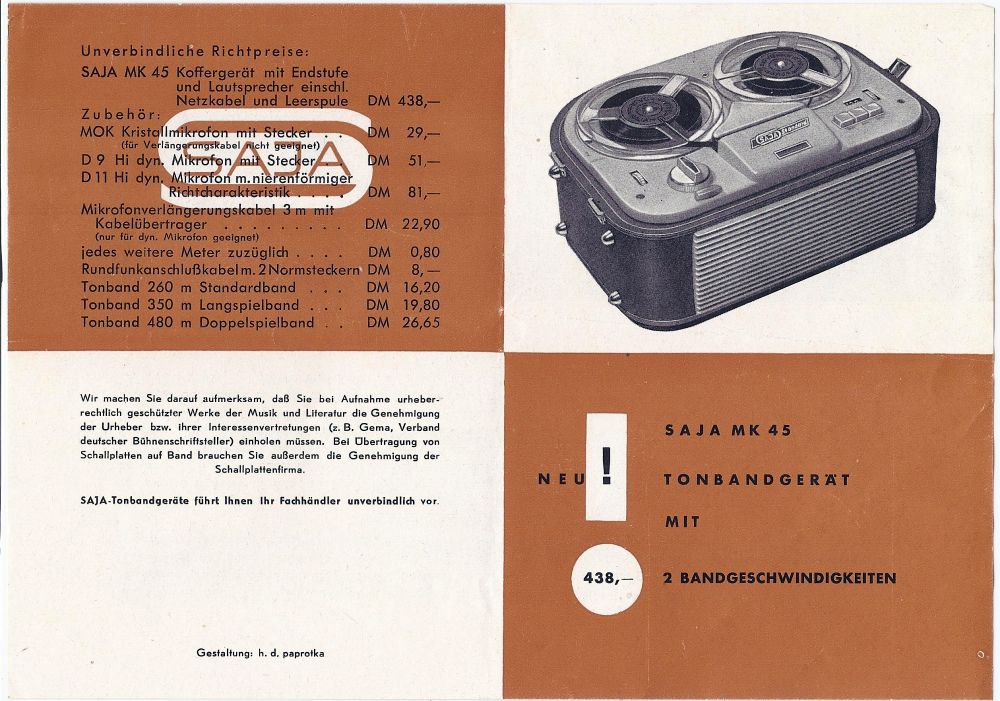 Unverbindliche Richtpreise:
SAJA MK 45 Koffergerät mit Endstufe
und Lautsprecher einschl.
Netzkabel und Leerspule DM 438,—
Zubehör:
MOK Kristallmikrofon mit Stecker . . DM 29,—
(für Verlängerungskabel nicht geeignet)
D 9 Hi dyn. Mikrofon mit Stecker . . DM 51,—
D 11 Hi dyn. Mikrofon m. nierenförmiger
Richtcharakteristik . . . . DM 81,—
Mikrofonverlängerungskabel 3 m mit
Kabelübertrager . . . . . . . . . DM 22,90
(nur für dyn. Mikrofon geeignet)
jedes weitere Meter zuzüglich . . . . DM 0,80
Rundfunkanschlußkabel m. 2 Normsteckern DM 8,—
Tonband 260 m Standardband . . . DM 16,20
Tonband 350 m Langspielband . . . . DM 19,80
Tonband 480 m Doppelspielband . . DM 26,65
SAJA
SAJA
Wir machen Sie darauf aufmerksam, daß Sie bei Aufnahme urheber-
rechtlich geschützter Werke der Musik und Literatur die Genehmigung
der Urheber bzw. ihrer Interessenvertretungen (z. B. Gema, Verband
deutscher Bühnenschriftsteller) einholen müssen. Bei Übertragung von
Schallplatten auf Band brauchen Sie außerdem die Genehmigung der
Schallplattenfirma.
SAJA-Tonbandgeräte führt Ihnen Ihr Fachhändler unverbindlich vor.
Gestaltung: h. d. paprotka
NEU !
SAJA MK 45
TONBANDGERÄT
MIT
438,— 2 BANDGESCHWINDIGKEITEN